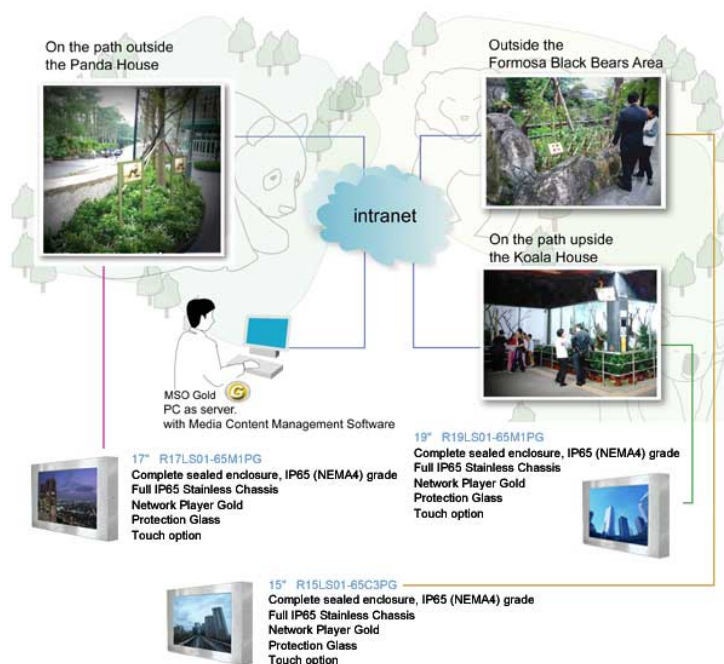 On the path outside
the Panda House
Outside the
Formosa Black Bears Area
intranet
On the path upside
the Koala House
MSO Gold G
PC as server.
with Media Content Management Software
17" R17LS01-65M1PG
Complete sealed enclosure, IP65 (NEMA4) grade
Full IP65 Stainless Chassis
Network Player Gold
Protection Glass
Touch option
19" R19LS01-65M1PG
Complete sealed enclosure, IP65 (NEMA4) grade
Full IP65 Stainless Chassis
Network Player Gold
Protection Glass
Touch option
15" R15LS01-65C3PG
Complete sealed enclosure, IP65 (NEMA4) grade
Full IP65 Stainless Chassis
Network Player Gold
Protection Glass
Touch option